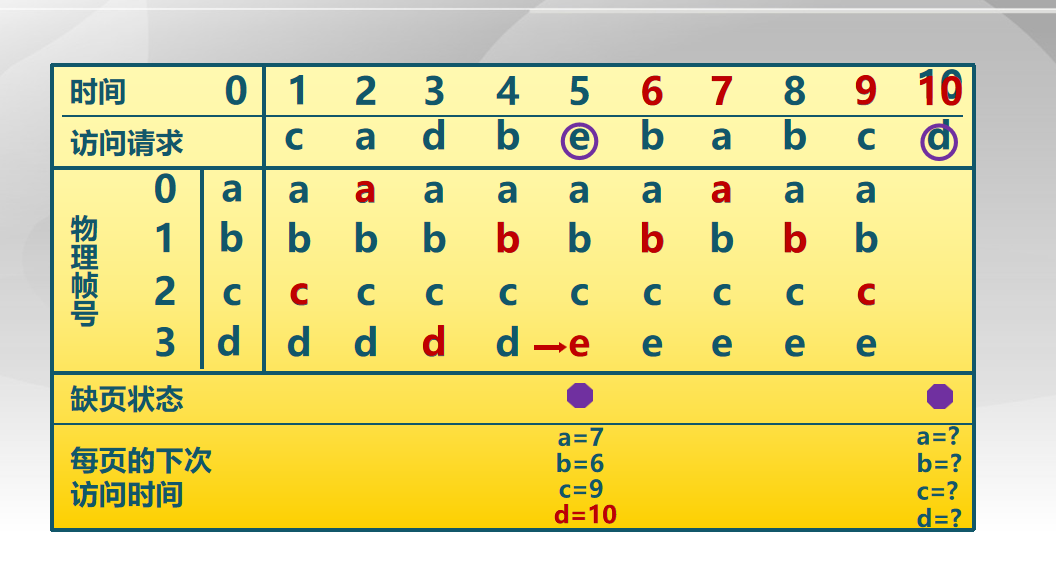 时间 0 1 2 3 4 5 6 7 8 9 10
访问请求 c a d b e b a b c d
物理帧号
0 a a a a a a a a a a
1 b b b b b b b b b b
2 c c c c c c c c c c
3 d d d d d e e e e e
缺页状态
每页的下次
访问时间
a=7
b=6
c=9
d=10
a=?
b=?
c=?
d=?